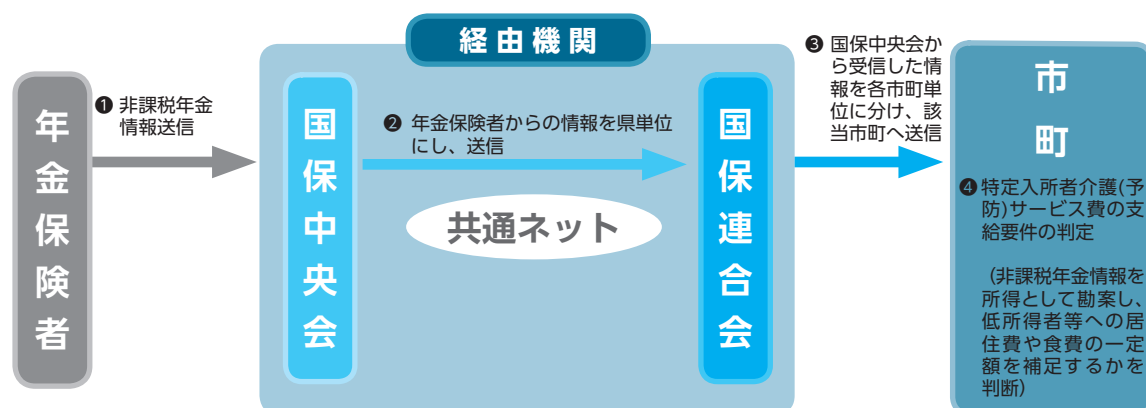 経由機関
年金保険者
❶ 非課税年金
情報送信
国保中央会
❷ 年金保険者からの情報を県単位
にし、送信
共通ネット
国保連合会
❸ 国保中央会か
ら受信した情
報を各市町単
位に分け、該
当市町へ送信
市町
❹ 特定入所者介護(予
防)サービス費の支
給要件の判定
（非課税年金情報を
所得として勘案し、
低所得者等への居
住費や食費の一定
額を補足するかを
判断）